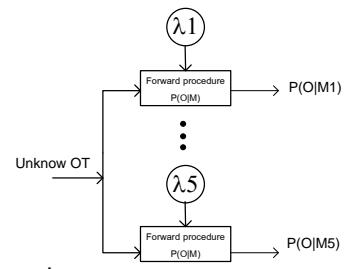 λ1
Forward procedure
P(O|M)
P(O|M1)
Unknow OT
λ5
Forward procedure
P(O|M)
P(O|M5)